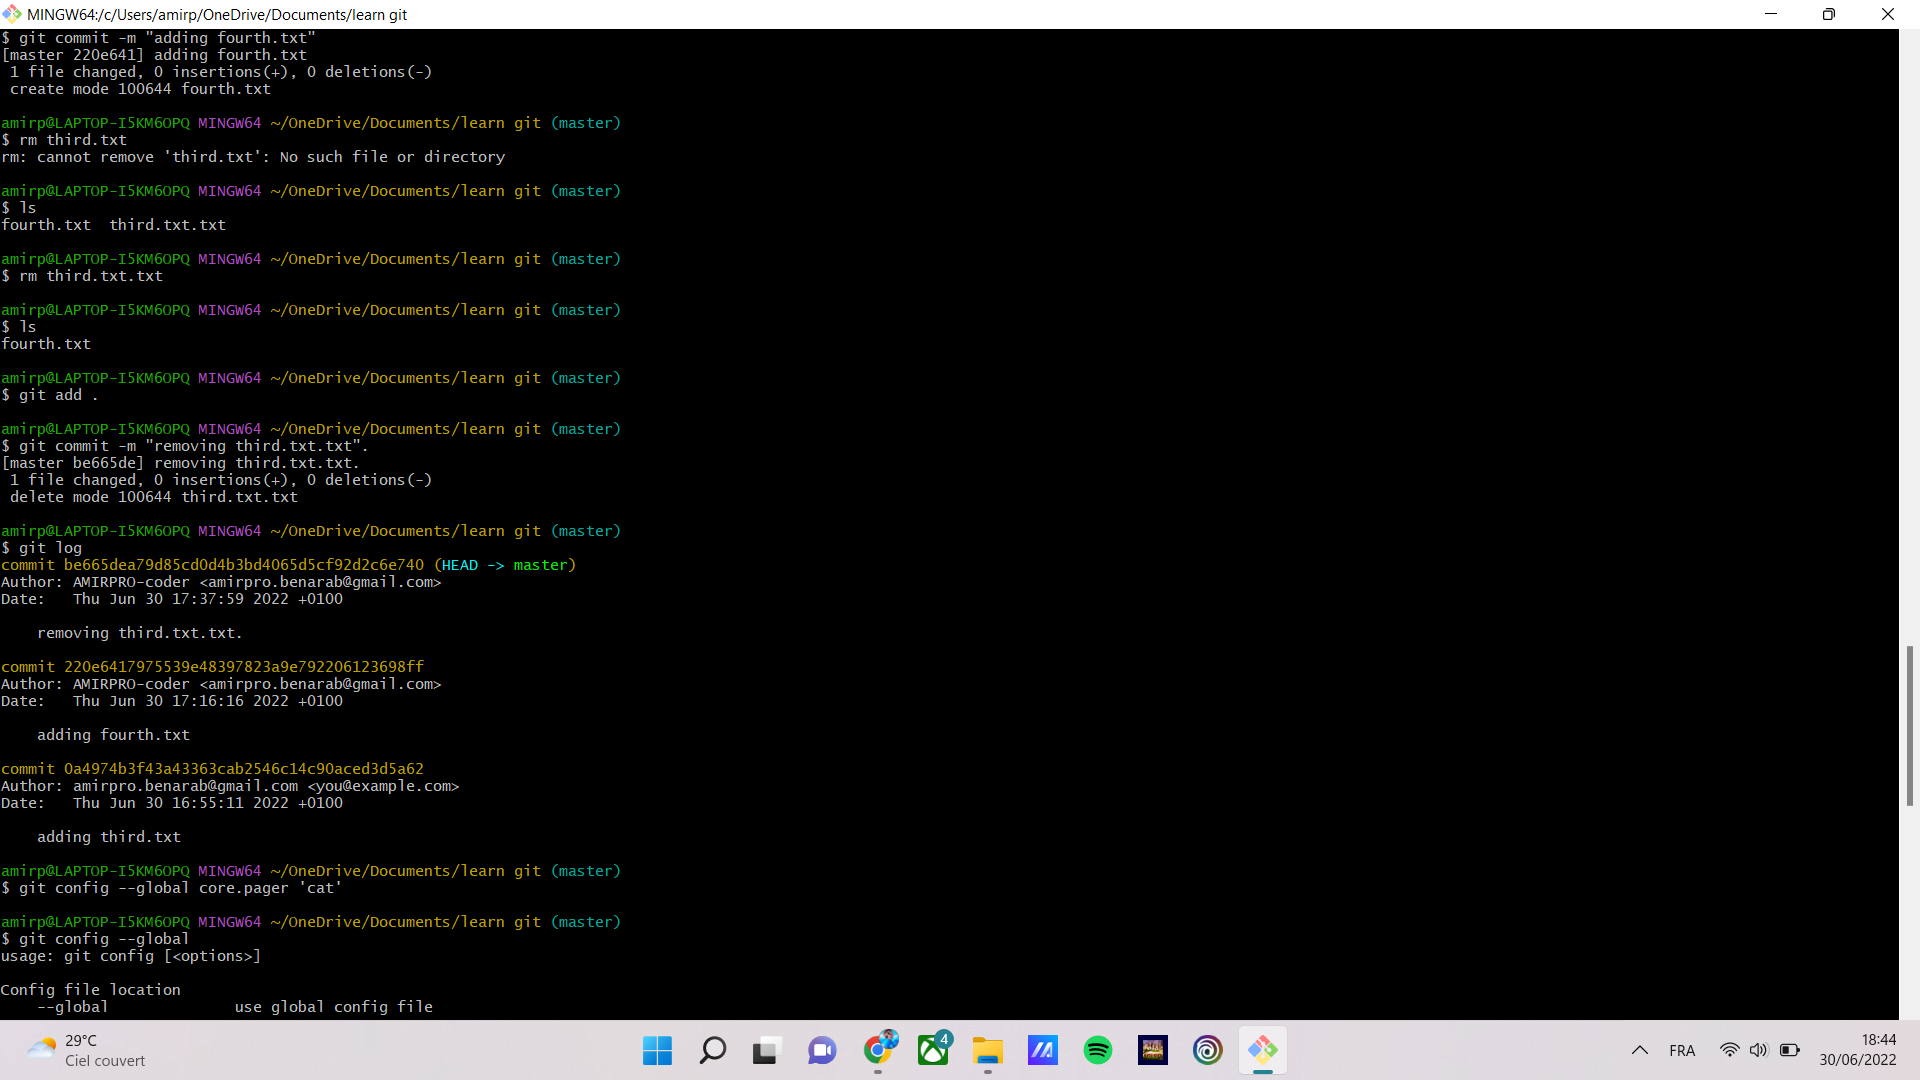 MINGW64:/c/Users/amirp/OneDrive/Documents/learn git
$ git commit -m "adding fourth.txt"
[master 220e641] adding fourth.txt
 1 file changed, 0 insertions(+), 0 deletions(-)
 create mode 100644 fourth.txt
amirp@LAPTOP-I5KM6OPQ MINGW64 ~/OneDrive/Documents/learn git (master)
$ rm third.txt
rm: cannot remove 'third.txt': No such file or directory
amirp@LAPTOP-I5KM6OPQ MINGW64 ~/OneDrive/Documents/learn git (master)
$ ls
fourth.txt  third.txt.txt
amirp@LAPTOP-I5KM6OPQ MINGW64 ~/OneDrive/Documents/learn git (master)
$ rm third.txt.txt
amirp@LAPTOP-I5KM6OPQ MINGW64 ~/OneDrive/Documents/learn git (master)
$ ls
fourth.txt
amirp@LAPTOP-I5KM6OPQ MINGW64 ~/OneDrive/Documents/learn git (master)
$ git add .
amirp@LAPTOP-I5KM6OPQ MINGW64 ~/OneDrive/Documents/learn git (master)
$ git commit -m "removing third.txt.txt".
[master be665de] removing third.txt.txt.
 1 file changed, 0 insertions(+), 0 deletions(-)
 delete mode 100644 third.txt.txt
amirp@LAPTOP-I5KM6OPQ MINGW64 ~/OneDrive/Documents/learn git (master)
$ git log
commit be665dea79d85cd0d4b3bd4065d5cf92d2c6e740 (HEAD -> master)
Author: AMIRPRO-coder <amirpro.benarab@gmail.com>
Date:   Thu Jun 30 17:37:59 2022 +0100
    removing third.txt.txt.
commit 220e6417975539e48397823a9e792206123698ff
Author: AMIRPRO-coder <amirpro.benarab@gmail.com>
Date:   Thu Jun 30 17:16:16 2022 +0100
    adding fourth.txt
commit 0a4974b3f43a43363cab2546c14c90aced3d5a62
Author: amirpro.benarab@gmail.com <you@example.com>
Date:   Thu Jun 30 16:55:11 2022 +0100
    adding third.txt
amirp@LAPTOP-I5KM6OPQ MINGW64 ~/OneDrive/Documents/learn git (master)
$ git config --global core.pager 'cat'
amirp@LAPTOP-I5KM6OPQ MINGW64 ~/OneDrive/Documents/learn git (master)
$ git config --global
usage: git config [<options>]
Config file location
    --global              use global config file
29°C
Ciel couvert
4
FRA
18:44
30/06/2022